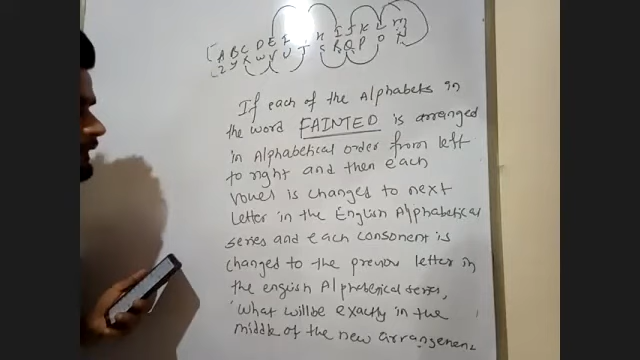 A B C D E F H I J K L M
Z Y X W V U T S R Q P O N
If each of the Alphabets in
the word FAINTED is arranged
in Alphabetical order from left
to right and then each
vowel is changed to next
letter in the English Alphabetical
series and each consonent is
changed to the previou letter in
the engish Alphabetical series,
what will be exactly in the
middle of the new arrangement